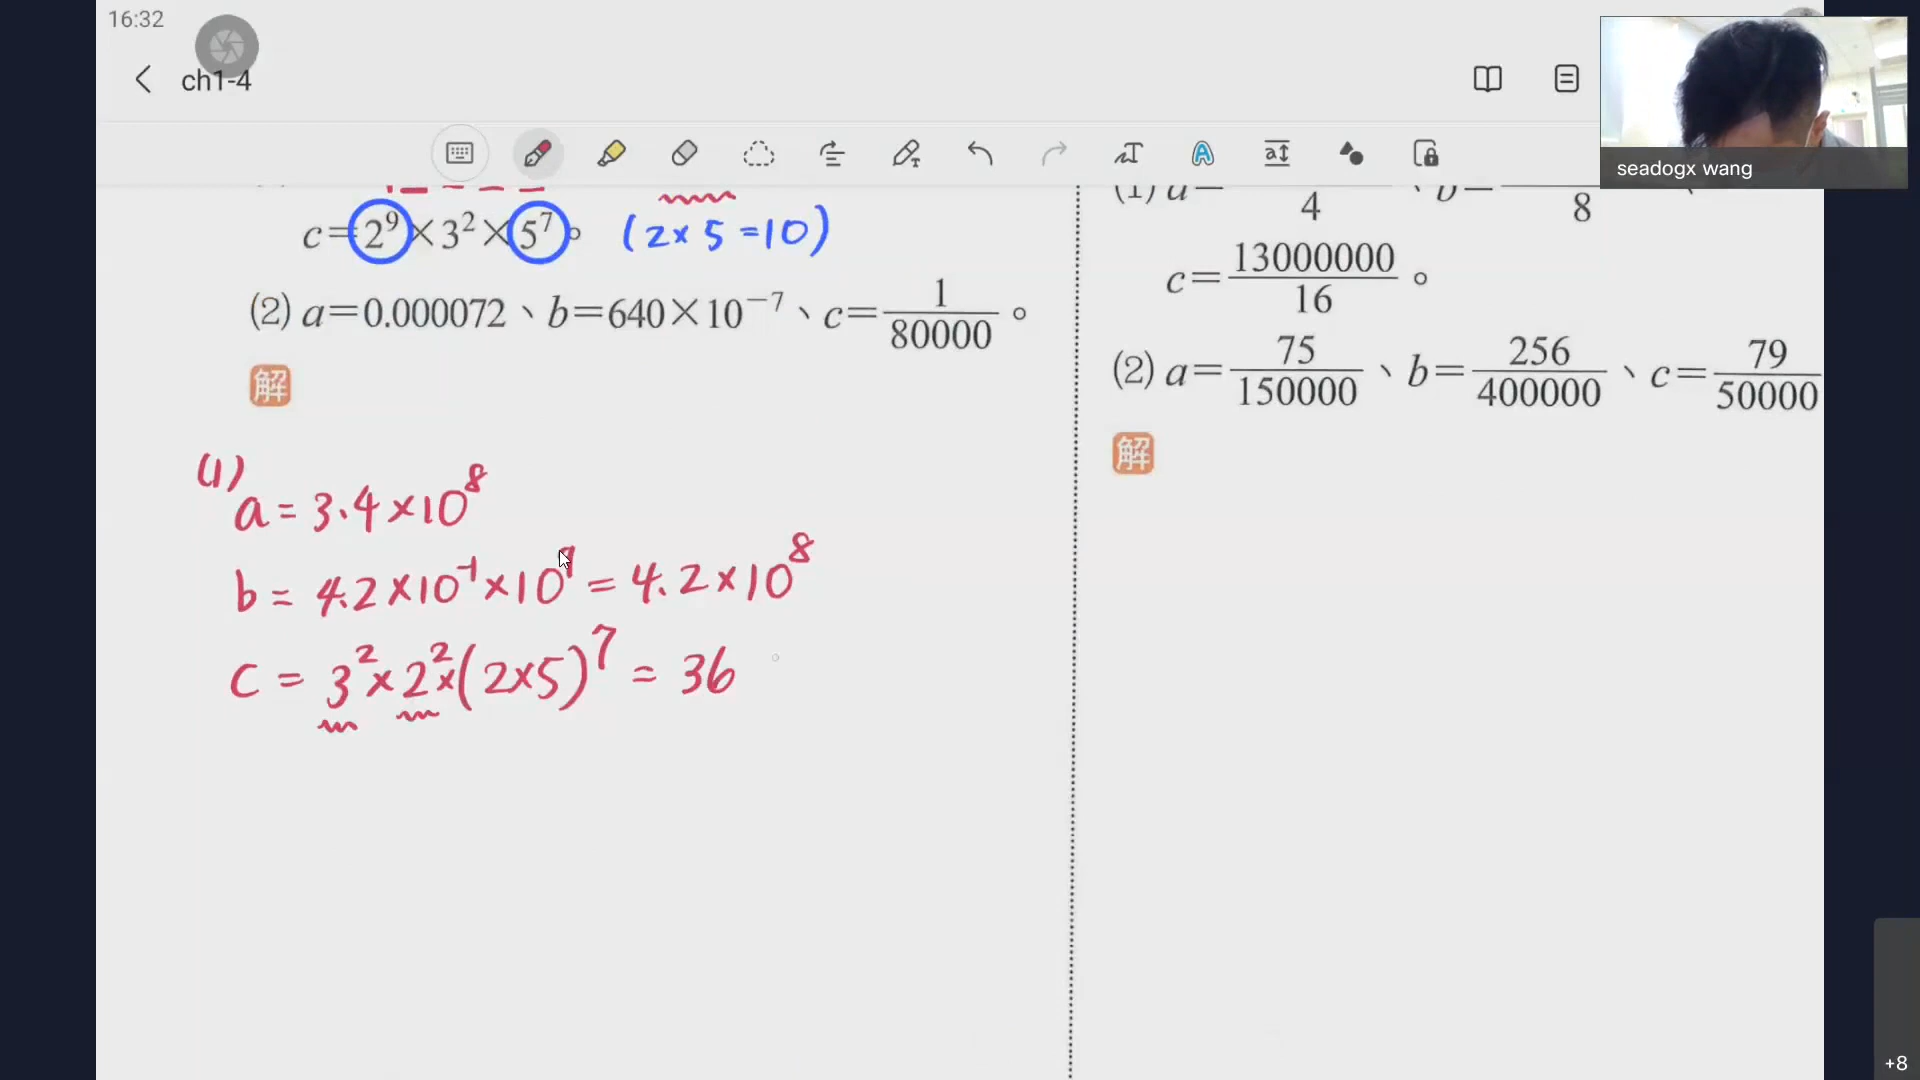 16:32
ch1-4
seadogx wang
c=2⁹×3²×5⁷。 (2×5=10)
(2) a=0.000072、b=640×10⁻⁷、c=1/80000。
解
(1)
a = 3.4×10⁸
b = 4.2×10⁻¹×10⁹ = 4.2×10⁸
c = 3²×2²×(2×5)⁷ = 36
4 8
c=13000000/16。
(2) a=75/150000、b=256/400000、c=79/50000
解
+8